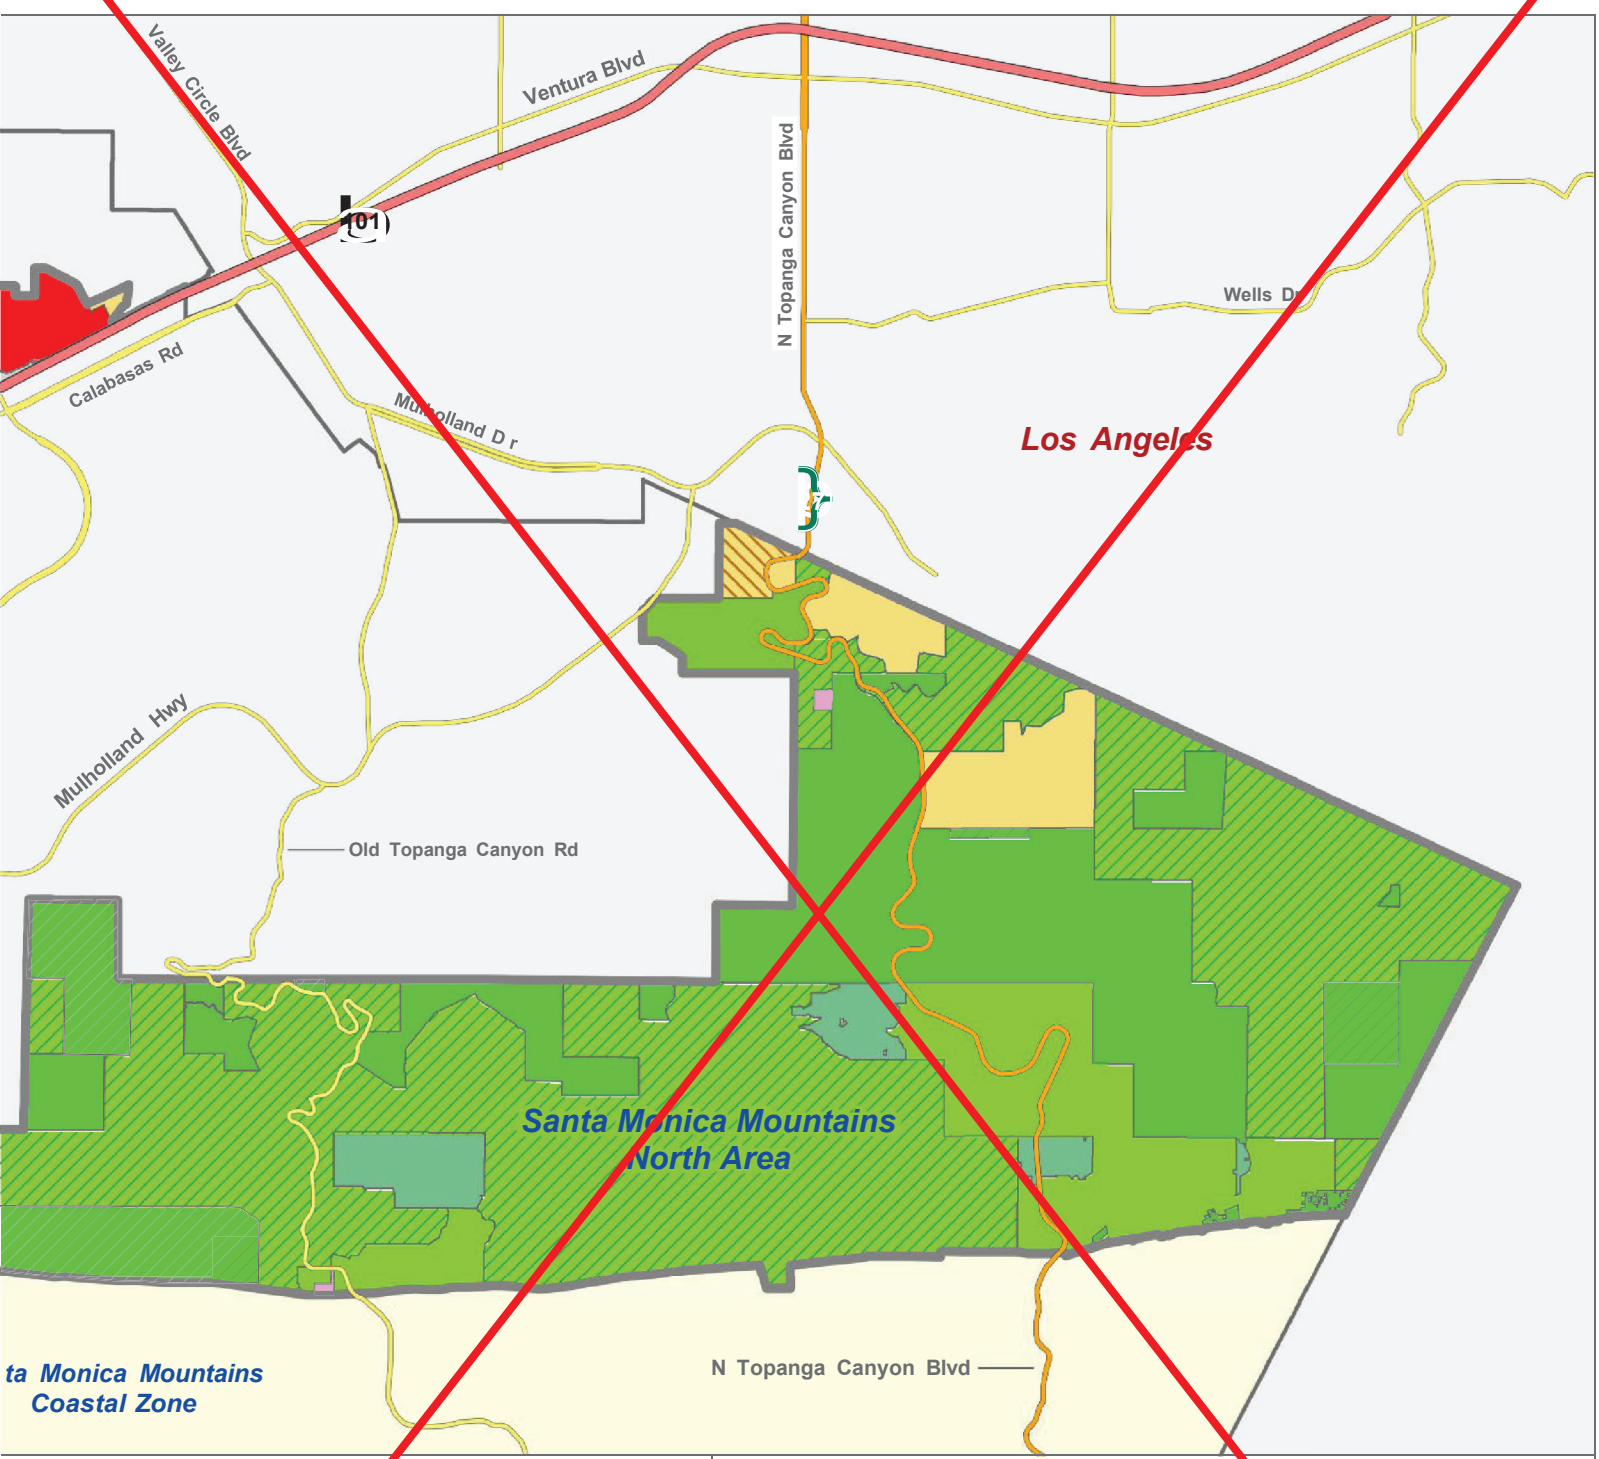 Valley Circle Blvd
Ventura Blvd
N Topanga Canyon Blvd
101
Wells Dr
Calabasas Rd
Mulholland Dr
Los Angeles
Mulholland Hwy
Old Topanga Canyon Rd
Santa Monica Mountains
North Area
N Topanga Canyon Blvd
ta Monica Mountains
Coastal Zone